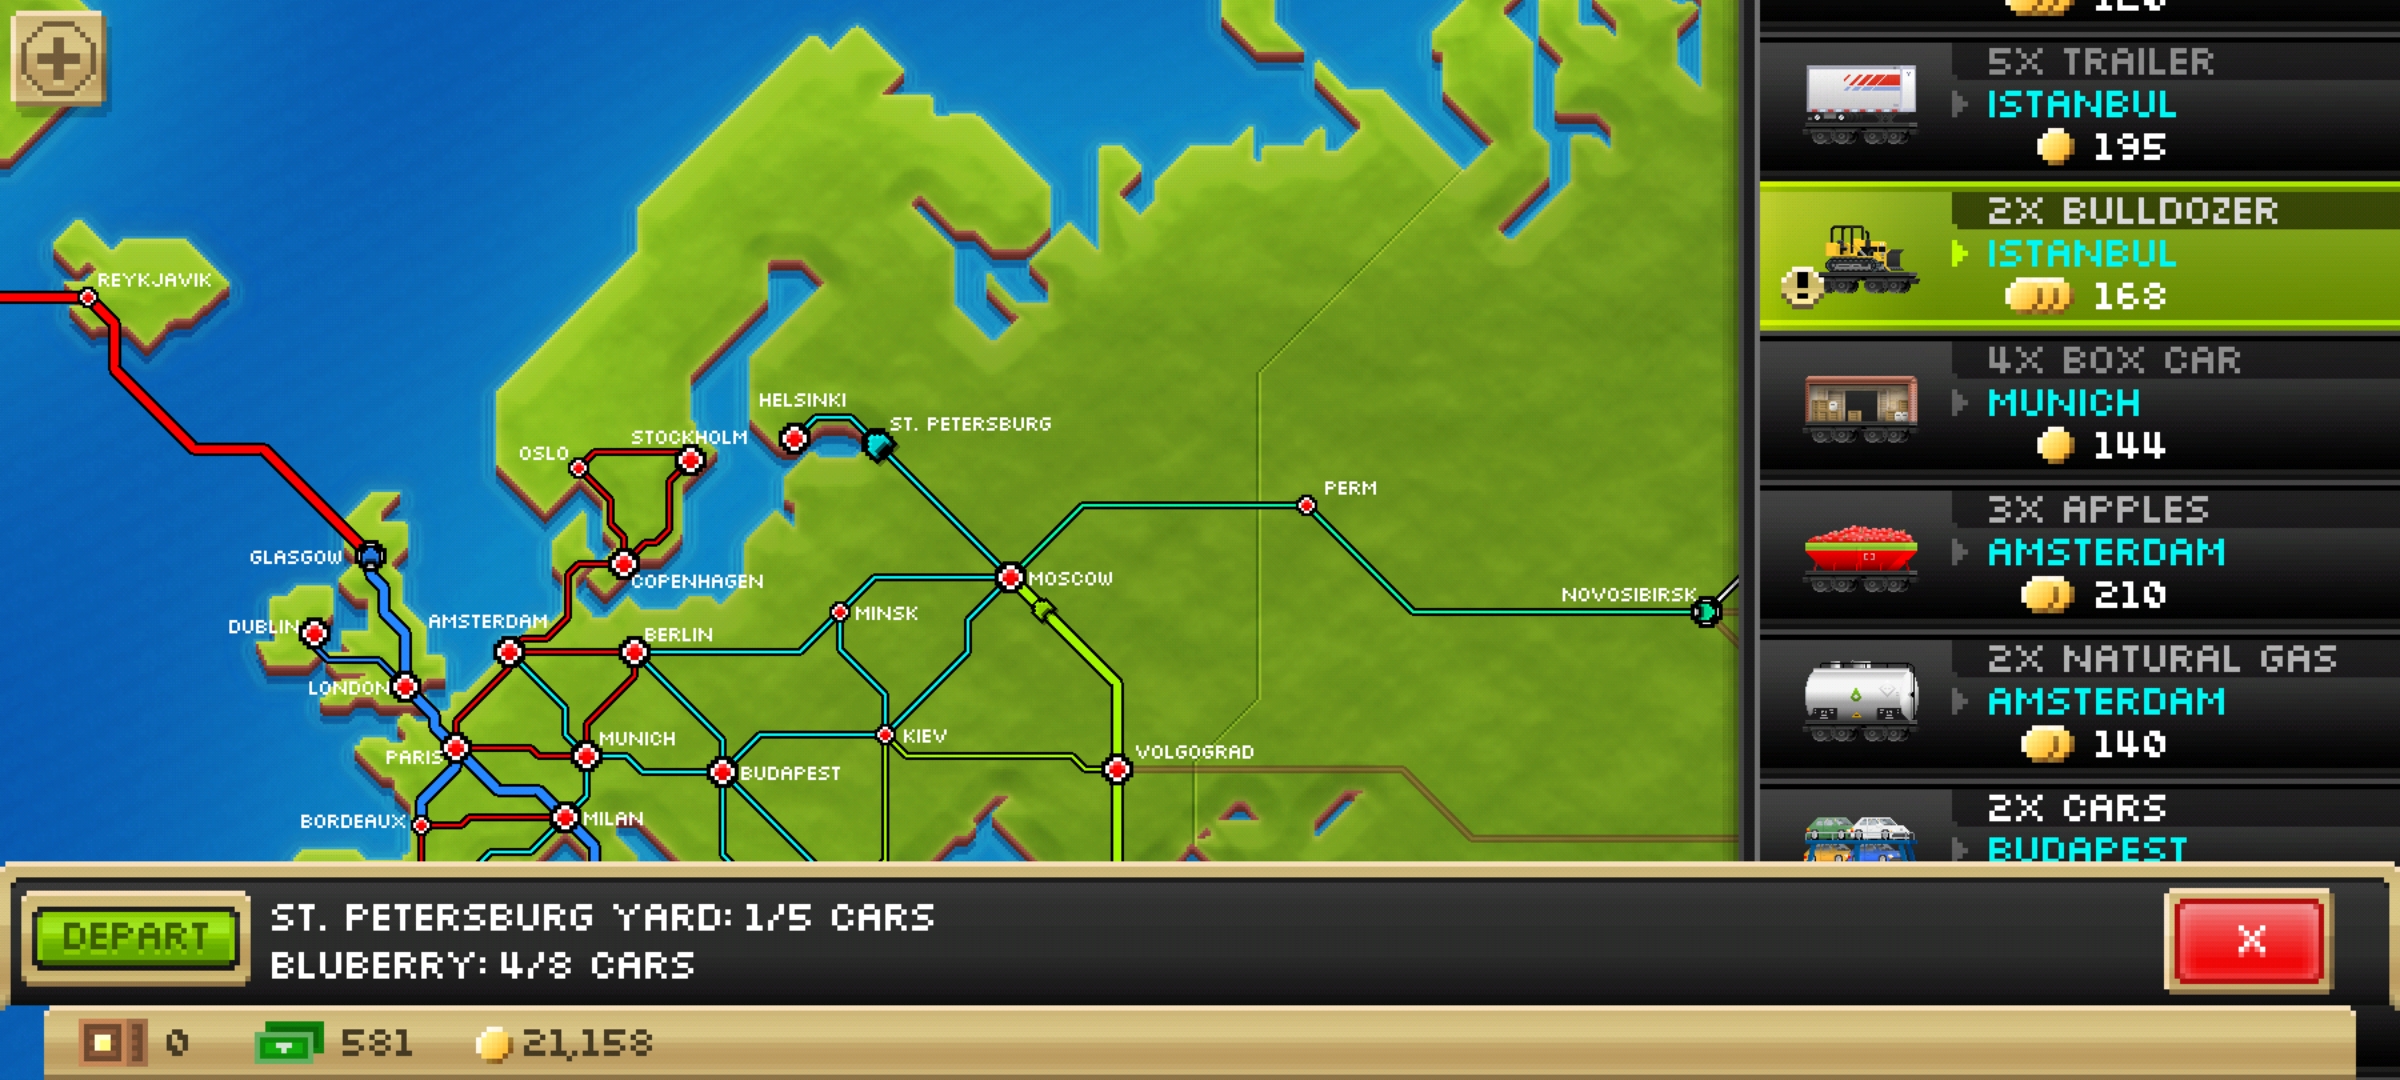 120
5X TRAILER
ISTANBUL
195
2X BULLDOZER
ISTANBUL
168
4X BOX CAR
MUNICH
144
3X APPLES
AMSTERDAM
210
2X NATURAL GAS
AMSTERDAM
140
2X CARS
BUDAPEST
REYKJAVIK
HELSINKI
ST. PETERSBURG
STOCKHOLM
OSLO
PERM
GLASGOW
COPENHAGEN
MOSCOW
NOVOSIBIRSK
DUBLIN
AMSTERDAM
MINSK
BERLIN
LONDON
MUNICH
KIEV
PARIS
BUDAPEST
VOLGOGRAD
BORDEAUX
MILAN
DEPART
ST. PETERSBURG YARD: 1/5 CARS
BLUBERRY: 4/8 CARS
X
0
581
21,158